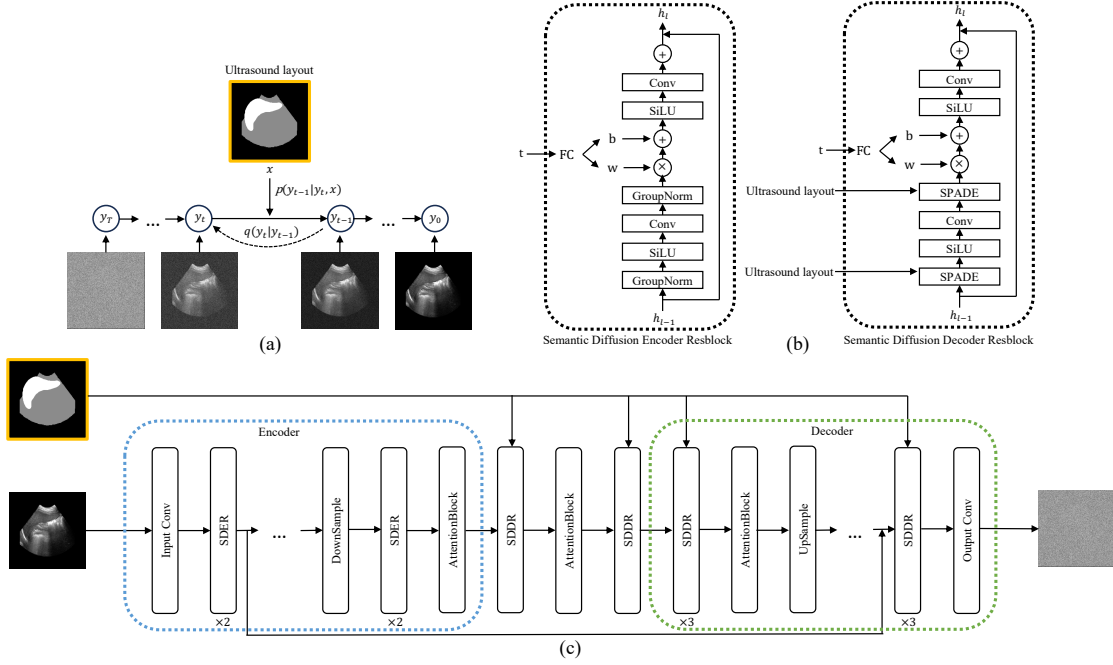 Ultrasound layout
x
p(y_{t-1}|y_t, x)
y_T
...
y_t
y_{t-1}
...
y_0
q(y_t|y_{t-1})
(a)
h_l
+
Conv
SiLU
b
+
t
FC
w
×
GroupNorm
Conv
SiLU
GroupNorm
h_{l-1}
Semantic Diffusion Encoder Resblock
(b)
h_l
+
Conv
SiLU
b
+
t
FC
w
×
Ultrasound layout
SPADE
Conv
SiLU
Ultrasound layout
SPADE
h_{l-1}
Semantic Diffusion Decoder Resblock
Encoder
Decoder
Input Conv
SDER
...
DownSample
SDER
AttentionBlock
SDDR
AttentionBlock
SDDR
SDDR
AttentionBlock
UpSample
...
SDDR
Output Conv
×2
×2
×3
×3
(c)